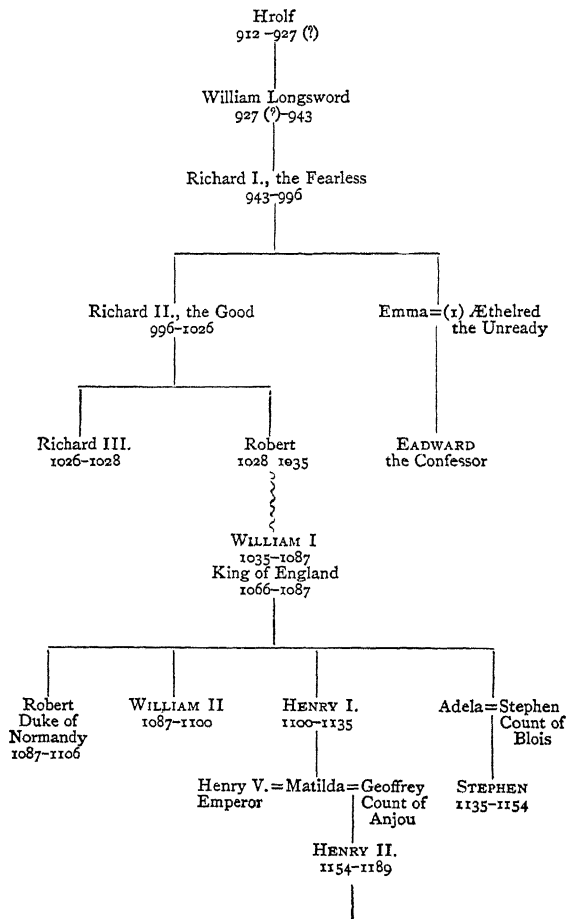 Hrolf
912–927 (?)
William Longsword
927 (?)–943
Richard I., the Fearless
943–996
Richard II., the Good
996–1026
Emma=(1) Æthelred
the Unready
Richard III.
1026–1028
Robert
1028 1035
EADWARD
the Confessor
WILLIAM I
1035–1087
King of England
1066–1087
Robert
Duke of
Normandy
1087–1106
WILLIAM II
1087–1100
HENRY I.
1100–1135
Adela=Stephen
Count of
Blois
Henry V.=Matilda=Geoffrey
Emperor
Count of
Anjou
STEPHEN
1135–1154
HENRY II.
1154–1189